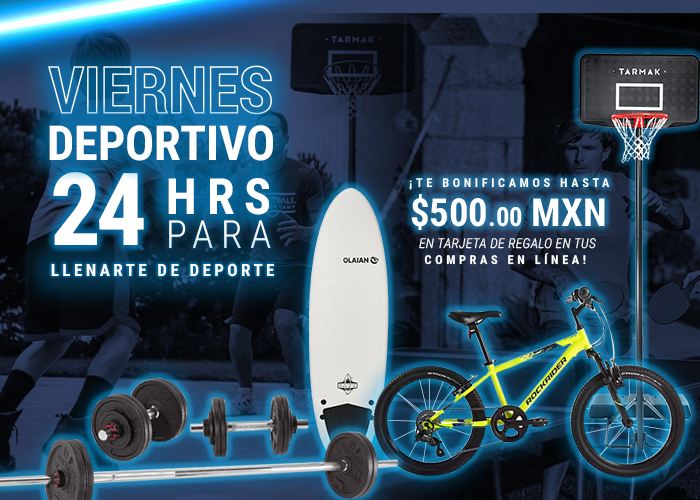 VIERNES
DEPORTIVO
24 HRS
PARA
LLENARTE DE DEPORTE
¡TE BONIFICAMOS HASTA
$500.00 MXN
EN TARJETA DE REGALO EN TUS
COMPRAS EN LÍNEA!
TARMAK
TARMAK
OLAIAN
ROCKRIDER